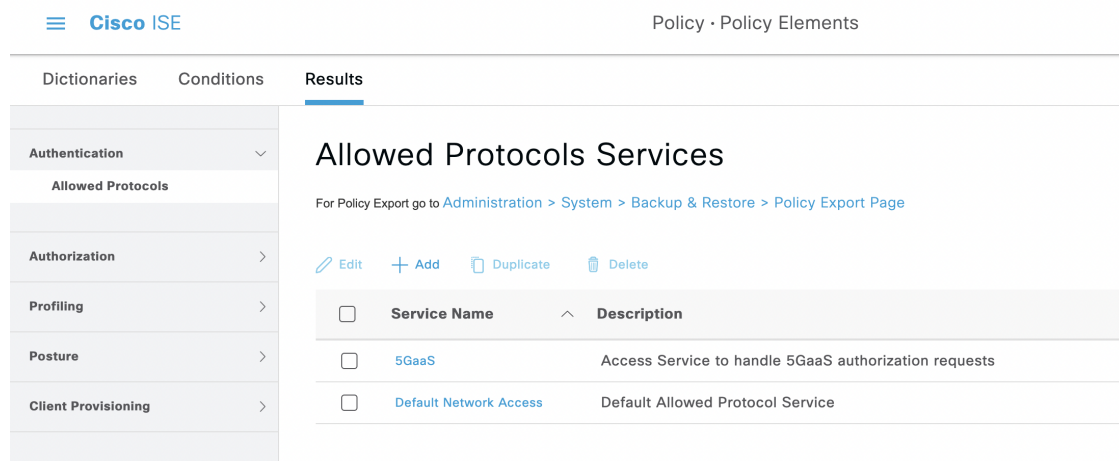 Cisco ISE
Policy · Policy Elements
Dictionaries Conditions Results
Authentication
Allowed Protocols
Authorization
Profiling
Posture
Client Provisioning
Allowed Protocols Services
For Policy Export go to Administration > System > Backup & Restore > Policy Export Page
Edit Add Duplicate Delete
Service Name Description
5GaaS Access Service to handle 5GaaS authorization requests
Default Network Access Default Allowed Protocol Service